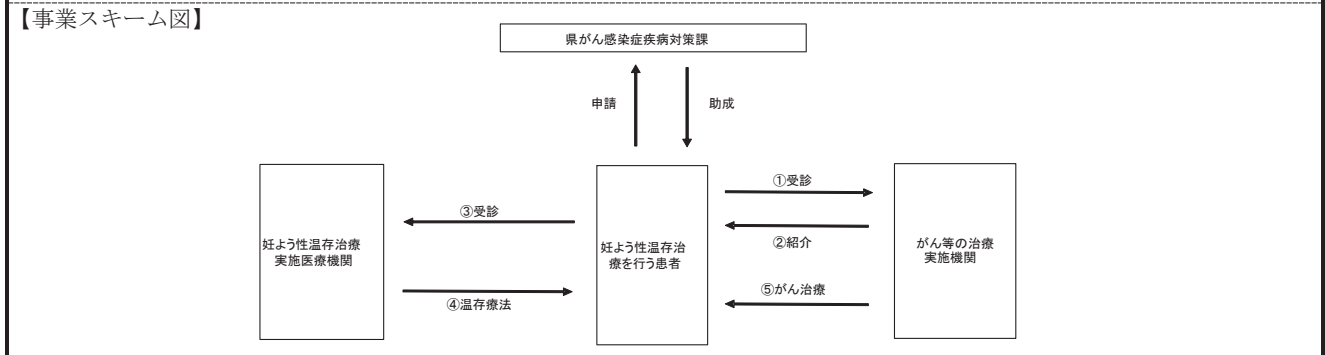 【事業スキーム図】
県がん感染症疾病対策課
申請
助成
①受診
③受診
②紹介
妊よう性温存治療
実施医療機関
妊よう性温存治
療を行う患者
がん等の治療
実施機関
⑤がん治療
④温存療法